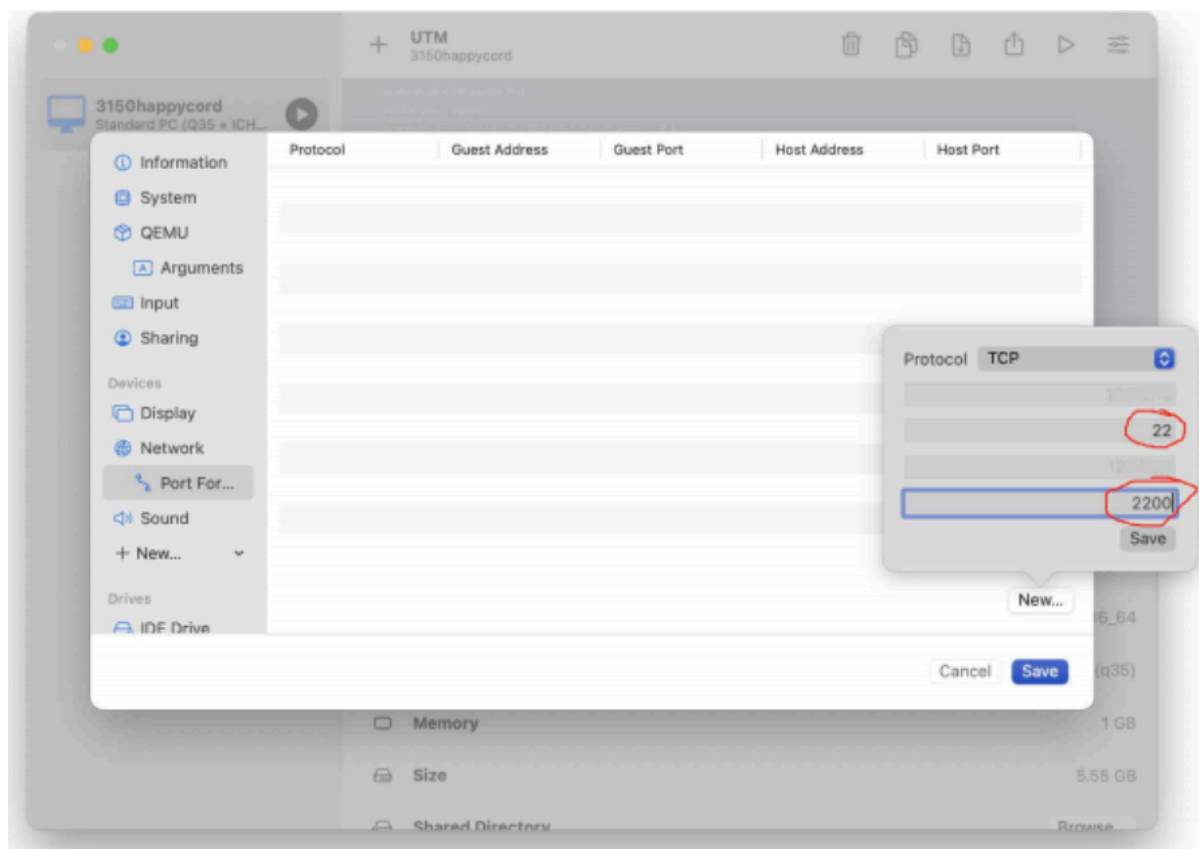 UTM
3150happycord
3150happycord
Standard PC (Q35 + ICH...
Information
System
QEMU
Arguments
Input
Sharing
Devices
Display
Network
Port For...
Sound
New...
Drives
IDE Drive
Protocol Guest Address Guest Port Host Address Host Port
Protocol TCP
22
2200
Save
New...
Cancel Save
(q35)
Memory 1 GB
Size 5.55 GB
Shared Directory Browse...